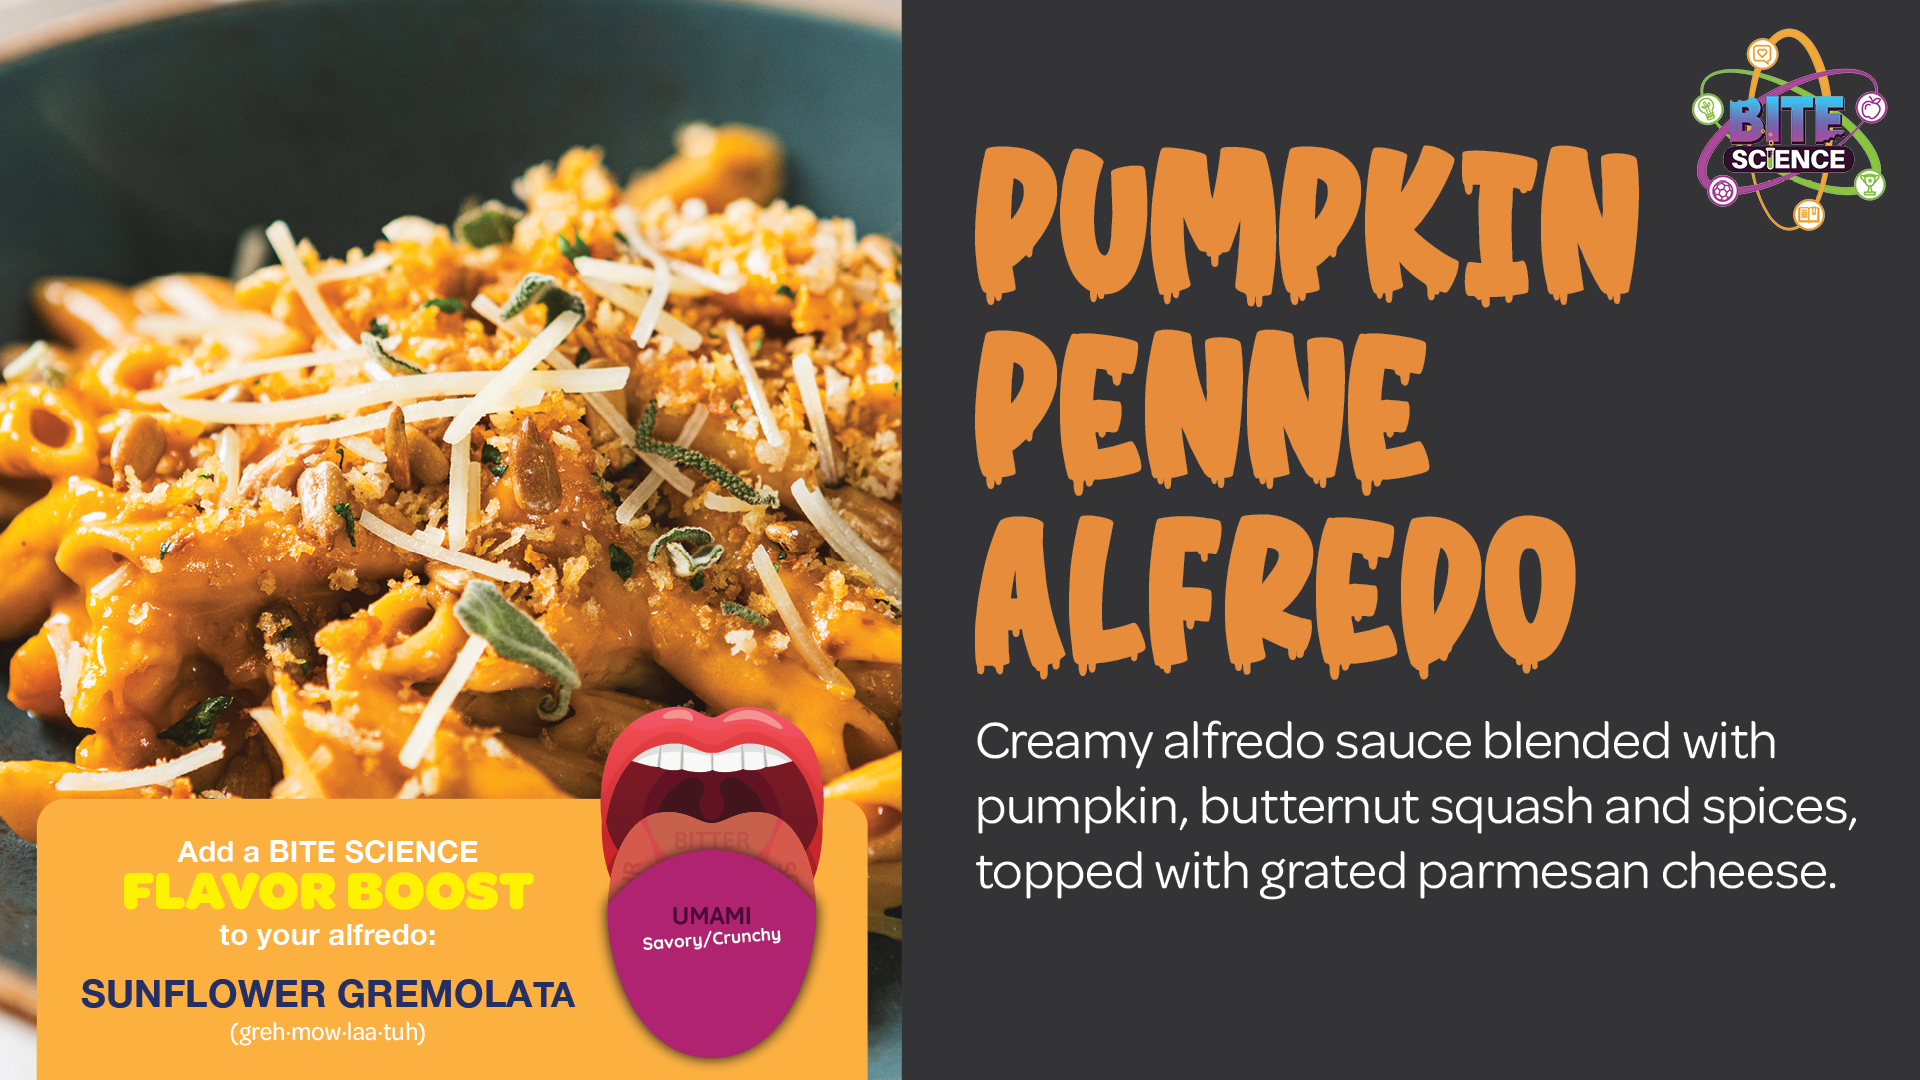 BITE
SCIENCE
PUMPKIN
PENNE
ALFREDO
Creamy alfredo sauce blended with
pumpkin, butternut squash and spices,
topped with grated parmesan cheese.
Add a BITE SCIENCE
FLAVOR BOOST
to your alfredo:
SUNFLOWER GREMOLATA
(greh·mow·laa·tuh)
BITTER
UMAMI
Savory/Crunchy